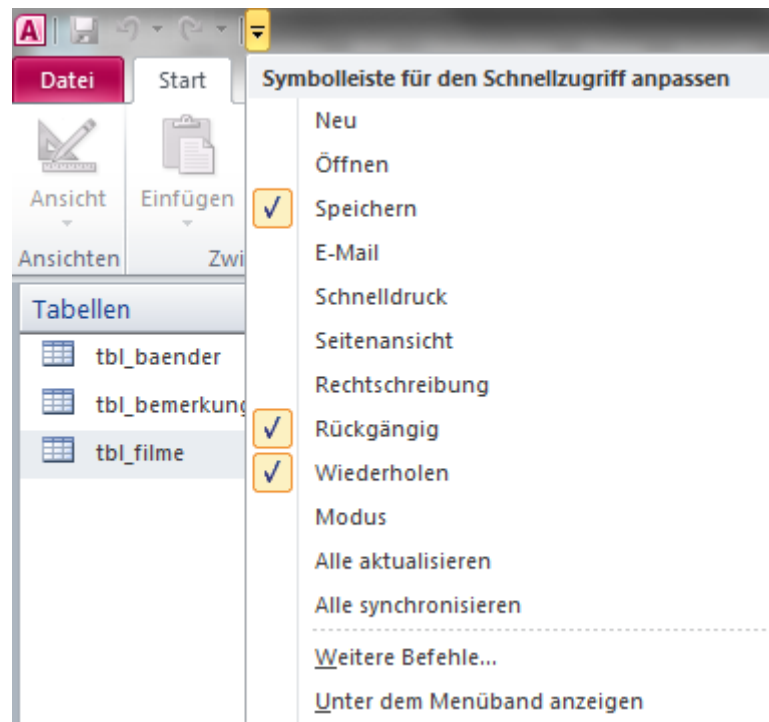 A
Datei Start
Symbolleiste für den Schnellzugriff anpassen
Ansicht Einfügen
Ansichten Zwi
Tabellen
tbl_baender
tbl_bemerkung
tbl_filme
Neu
Öffnen
Speichern
E-Mail
Schnelldruck
Seitenansicht
Rechtschreibung
Rückgängig
Wiederholen
Modus
Alle aktualisieren
Alle synchronisieren
Weitere Befehle...
Unter dem Menüband anzeigen